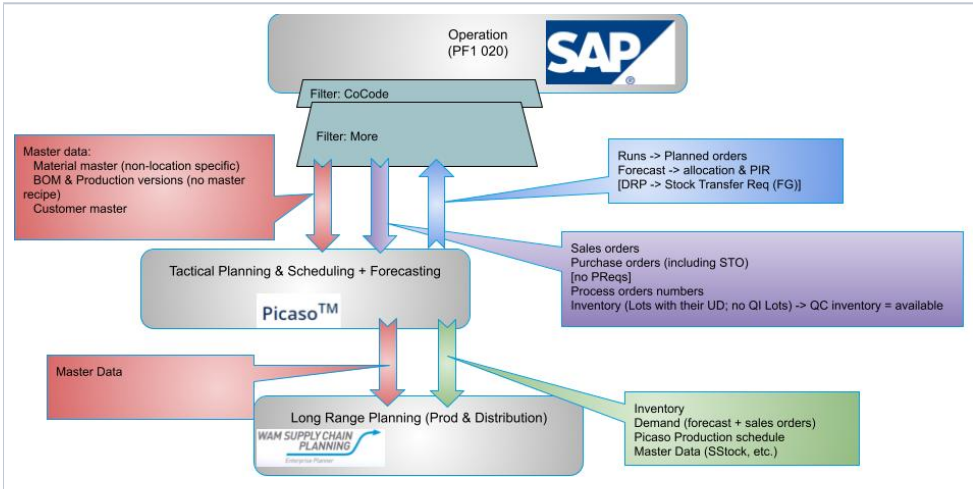 Operation
(PF1 020)
SAP
®
Filter: CoCode
Filter: More
Master data:
Material master (non-location specific)
BOM & Production versions (no master
recipe)
Customer master
Runs -> Planned orders
Forecast -> allocation & PIR
[DRP -> Stock Transfer Req (FG)]
Sales orders
Purchase orders (including STO)
[no PReqs]
Process orders numbers
Inventory (Lots with their UD; no QI Lots) -> QC inventory = available
Tactical Planning & Scheduling + Forecasting
Picaso™
Master Data
Long Range Planning (Prod & Distribution)
WAM SUPPLY CHAIN
PLANNING
Enterprise Planner
Inventory
Demand (forecast + sales orders)
Picaso Production schedule
Master Data (SStock, etc.)